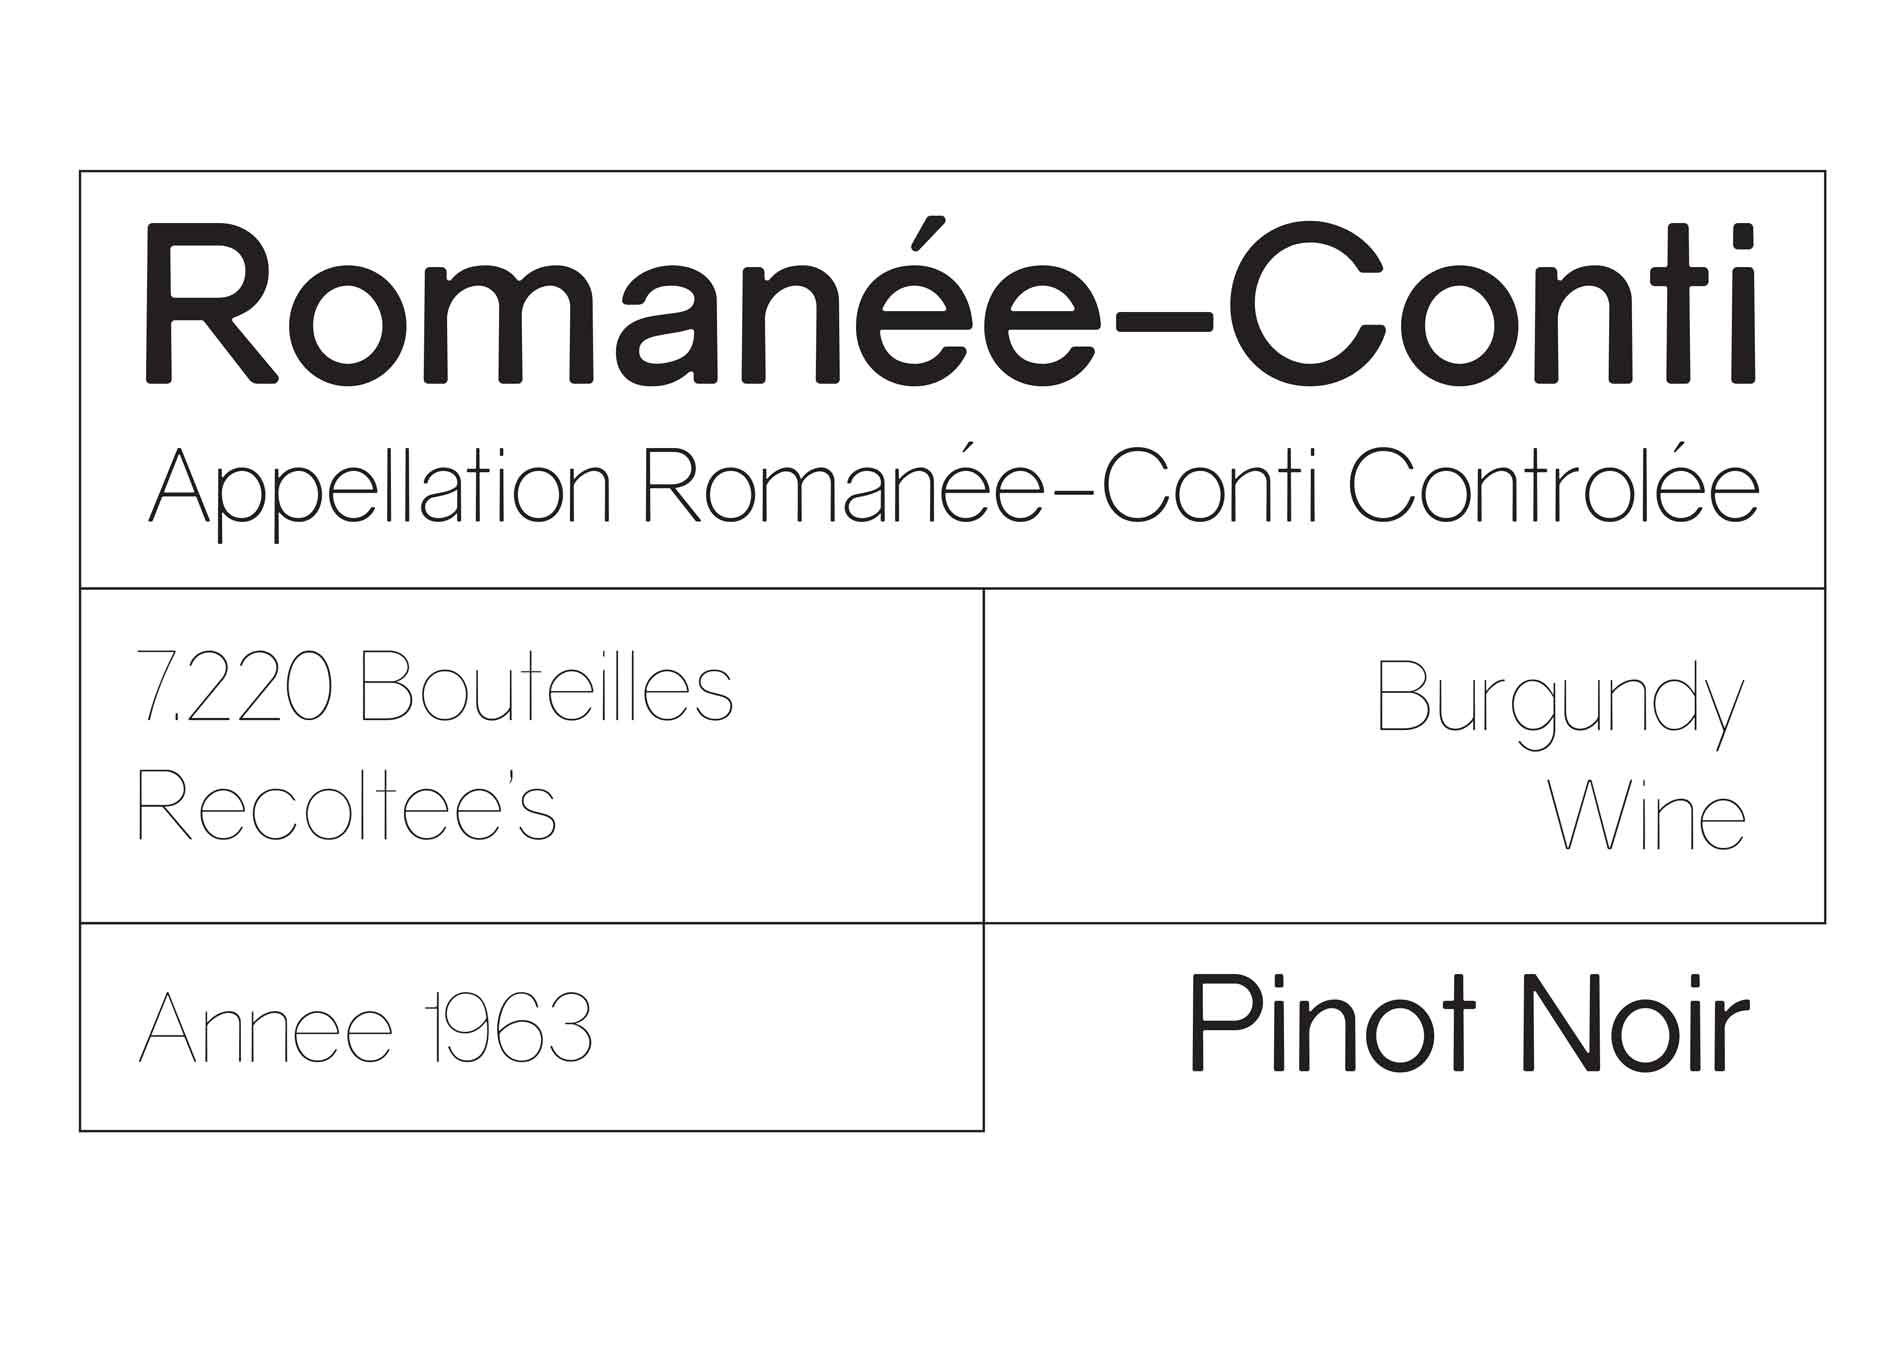 Romanée–Conti
Appellation Romanée–Conti Controlée
7.220 Bouteilles
Recoltee's
Burgundy
Wine
Annee 1963
Pinot Noir